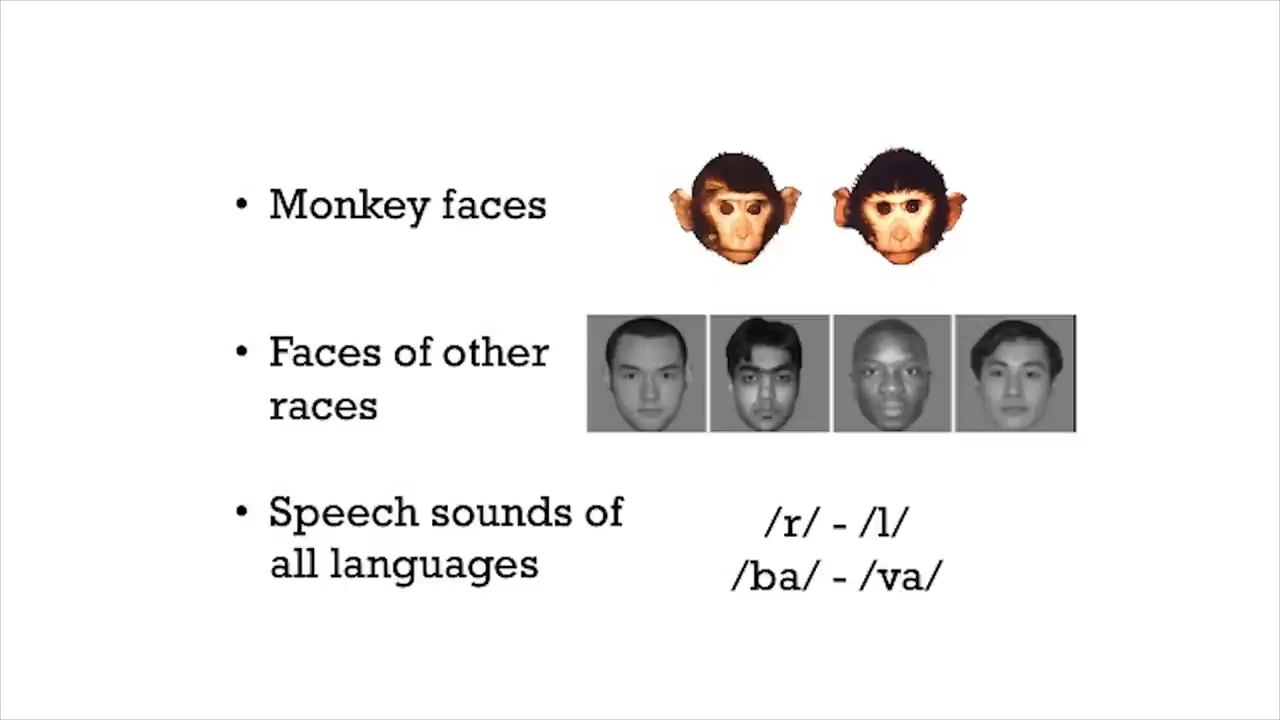 • Monkey faces
• Faces of other
races
• Speech sounds of
all languages
/r/ - /l/
/ba/ - /va/